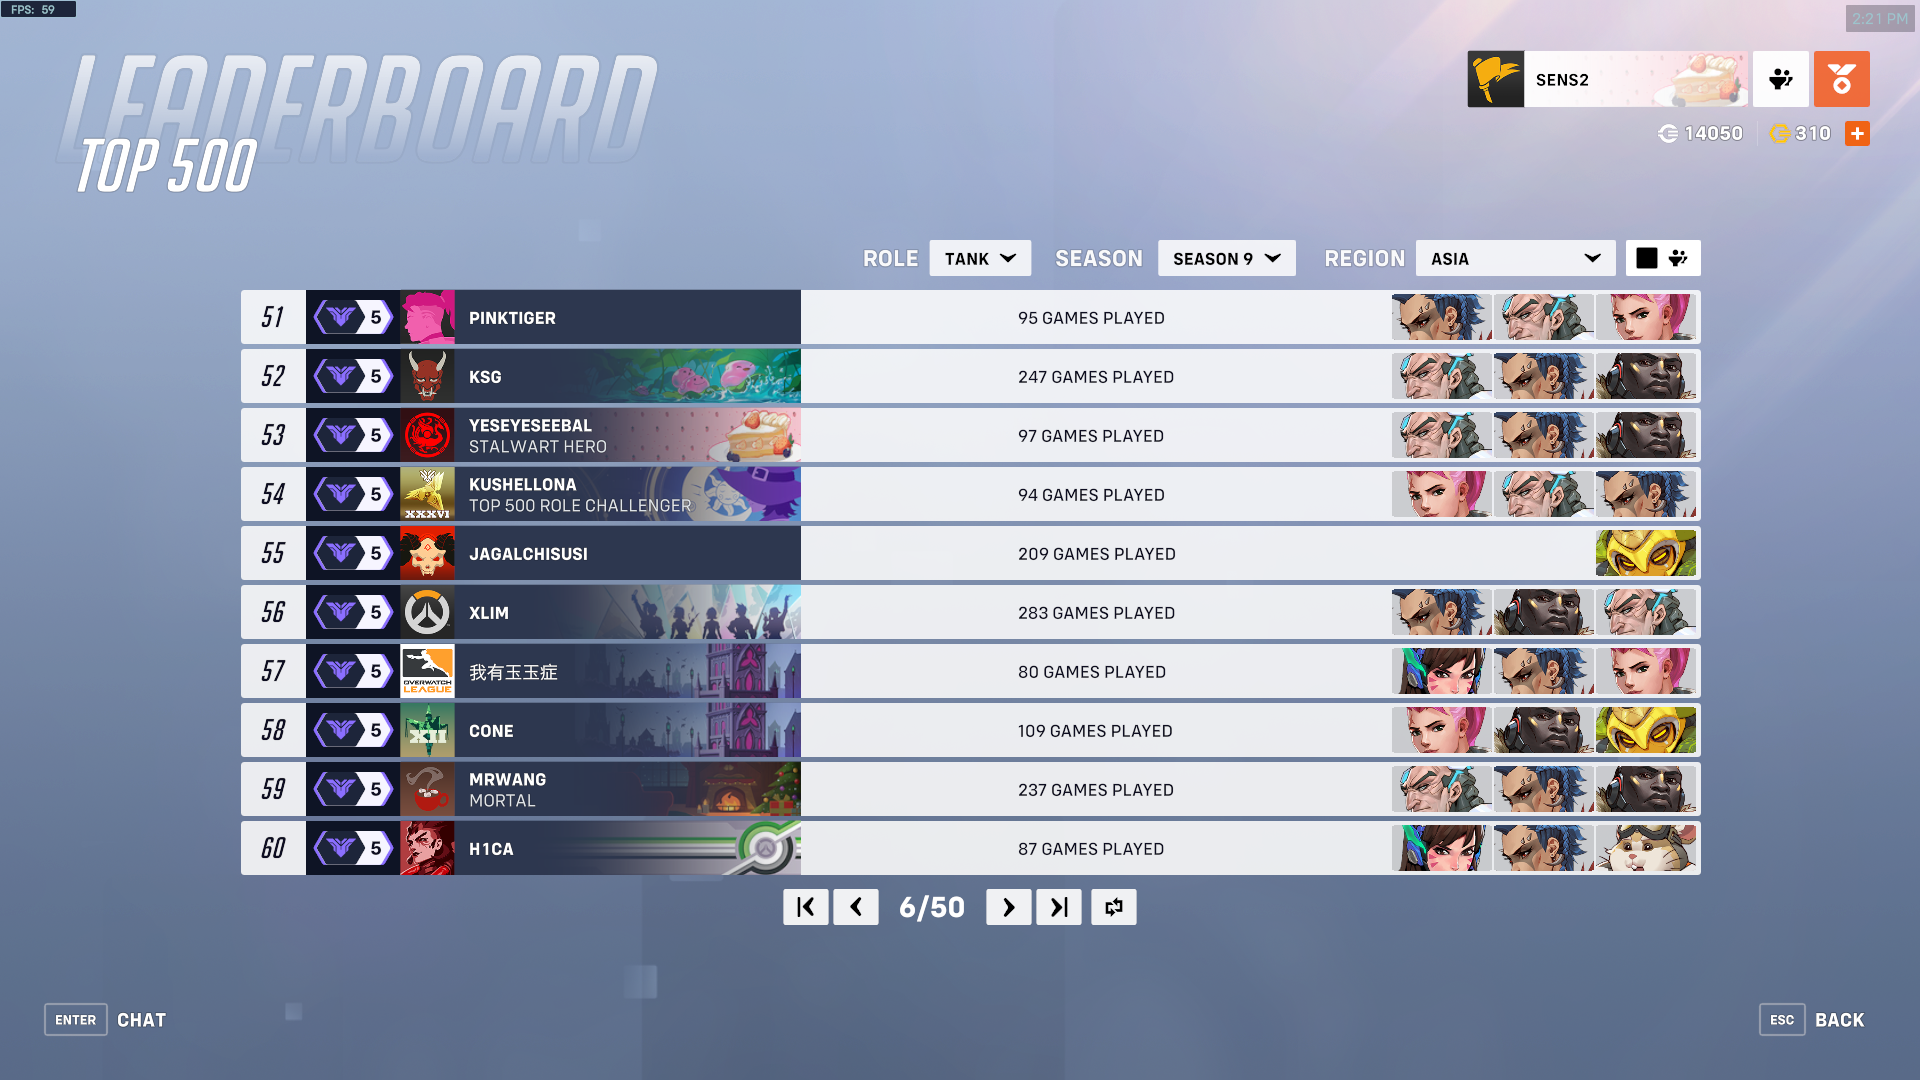 FPS: 59
2:21 PM
LEADERBOARD
TOP 500
SENS2
14050
310
ROLE TANK SEASON SEASON 9 REGION ASIA
51 5 PINKTIGER 95 GAMES PLAYED
52 5 KSG 247 GAMES PLAYED
53 5 YESEYESEEBAL 97 GAMES PLAYED
STALWART HERO
54 5 XXXVI KUSHELLONA 94 GAMES PLAYED
TOP 500 ROLE CHALLENGER
55 5 JAGALCHISUSI 209 GAMES PLAYED
56 5 XLIM 283 GAMES PLAYED
57 5 OVERWATCH LEAGUE 我有玉玉症 80 GAMES PLAYED
58 5 XII CONE 109 GAMES PLAYED
59 5 MRWANG 237 GAMES PLAYED
MORTAL
60 5 H1CA 87 GAMES PLAYED
6/50
ENTER CHAT
ESC BACK